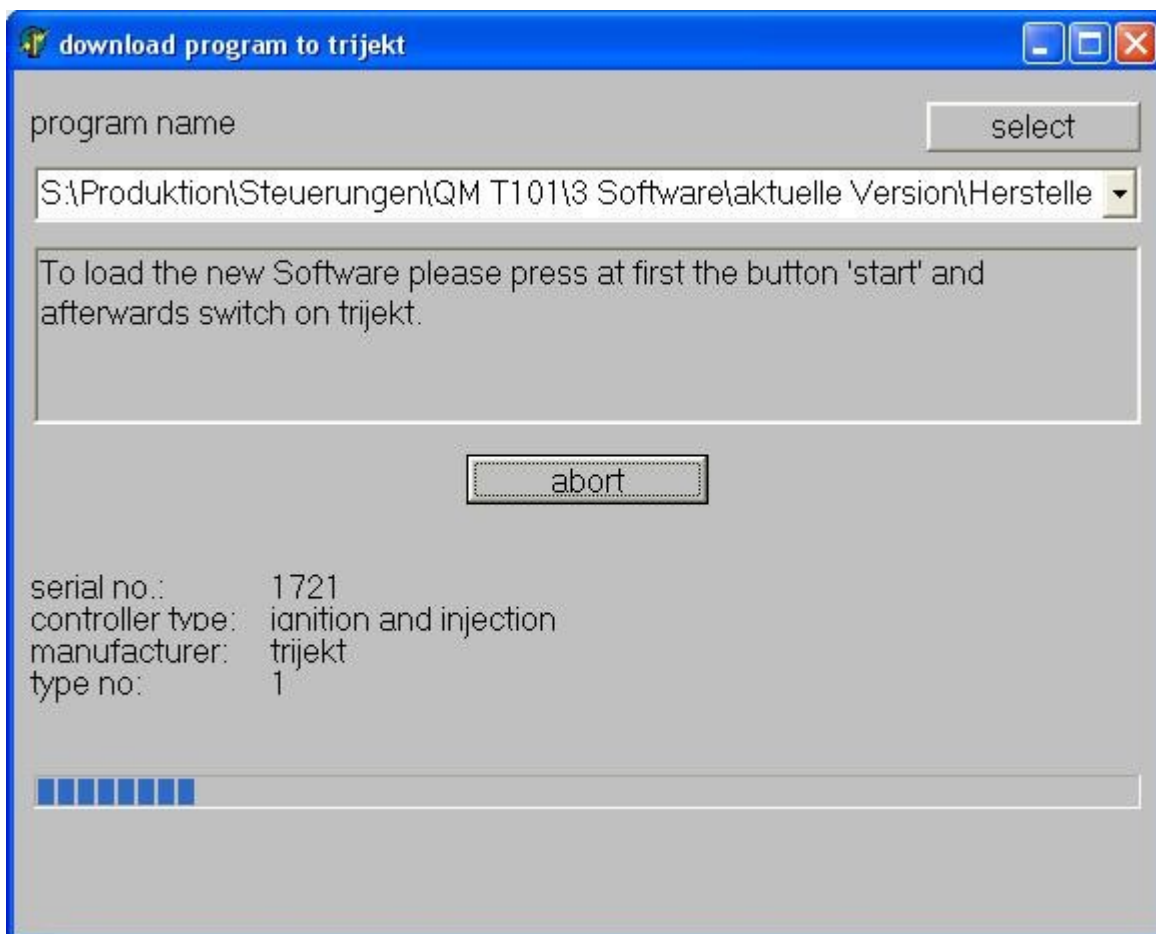 download program to trijekt
program name
select
S:\Produktion\Steuerungen\QM T101\3 Software\aktuelle Version\Herstelle
To load the new Software please press at first the button 'start' and
afterwards switch on trijekt.
abort
serial no.: 1721
controller type: ignition and injection
manufacturer: trijekt
type no: 1